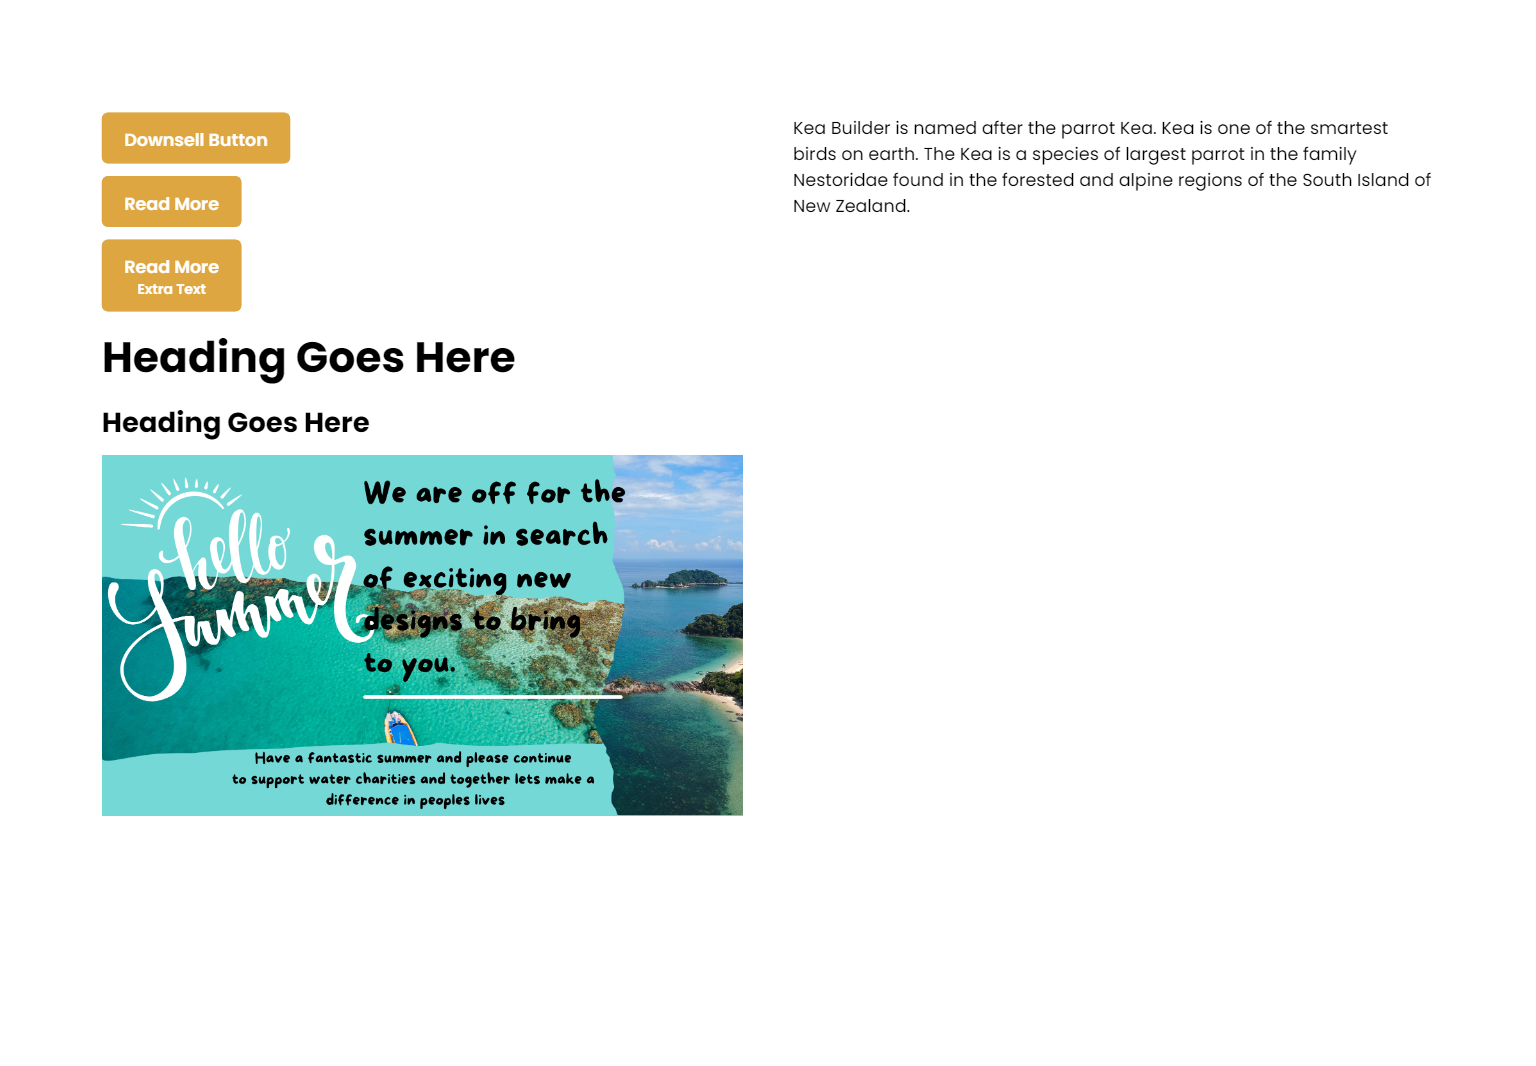 Downsell Button
Read More
Read More
Extra Text
Heading Goes Here
Heading Goes Here
hello
Summer
We are off for the
summer in search
of exciting new
designs to bring
to you.
Have a fantastic summer and please continue
to support water charities and together lets make a
difference in peoples lives
Kea Builder is named after the parrot Kea. Kea is one of the smartest
birds on earth. The Kea is a species of largest parrot in the family
Nestoridae found in the forested and alpine regions of the South Island of
New Zealand.